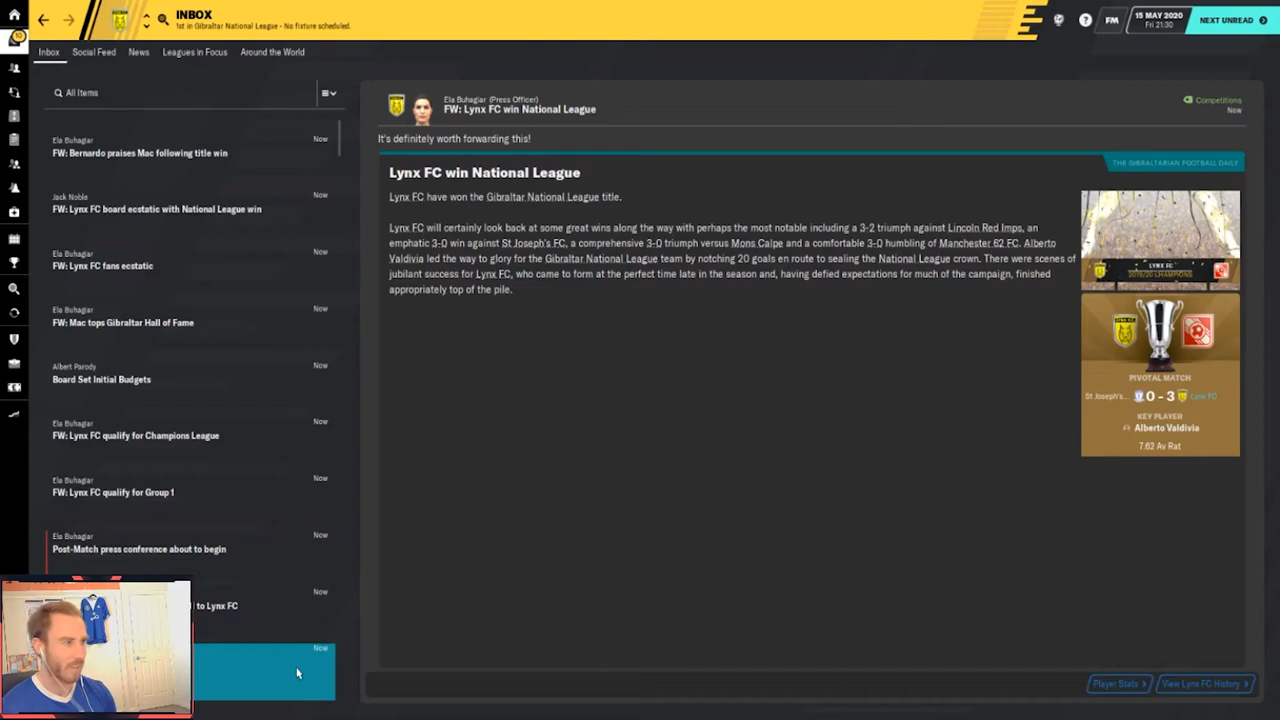 INBOX
1st in Gibraltar National League - No fixture scheduled.
FM
15 MAY 2020
Fri 21:30
NEXT UNREAD
10
Inbox
Social Feed
News
Leagues in Focus
Around the World
All Items
Ela Buhagiar
Now
FW: Bernardo praises Mac following title win
Jack Noble
Now
FW: Lynx FC board ecstatic with National League win
Ela Buhagiar
Now
FW: Lynx FC fans ecstatic
Ela Buhagiar
Now
FW: Mac tops Gibraltar Hall of Fame
Albert Parody
Now
Board Set Initial Budgets
Ela Buhagiar
Now
FW: Lynx FC qualify for Champions League
Ela Buhagiar
Now
FW: Lynx FC qualify for Group 1
Ela Buhagiar
Now
Post-Match press conference about to begin
Now
to Lynx FC
Now
Ela Buhagiar (Press Officer)
FW: Lynx FC win National League
Competitions
Now
It's definitely worth forwarding this!
THE GIBRALTARIAN FOOTBALL DAILY
Lynx FC win National League
Lynx FC have won the Gibraltar National League title.
Lynx FC will certainly look back at some great wins along the way with perhaps the most notable including a 3-2 triumph against Lincoln Red Imps, an
emphatic 3-0 win against St Joseph's FC, a comprehensive 3-0 triumph versus Mons Calpe and a comfortable 3-0 humbling of Manchester 62 FC. Alberto
Valdivia led the way to glory for the Gibraltar National League team by notching 20 goals en route to sealing the National League crown. There were scenes of
jubilant success for Lynx FC, who came to form at the perfect time late in the season and, having defied expectations for much of the campaign, finished
appropriately top of the pile.
LYNX FC
2019/20 CHAMPIONS
PIVOTAL MATCH
St Joseph's... 0 - 3 Lynx FC
KEY PLAYER
Alberto Valdivia
7.62 Av Rat
Player Stats
View Lynx FC History